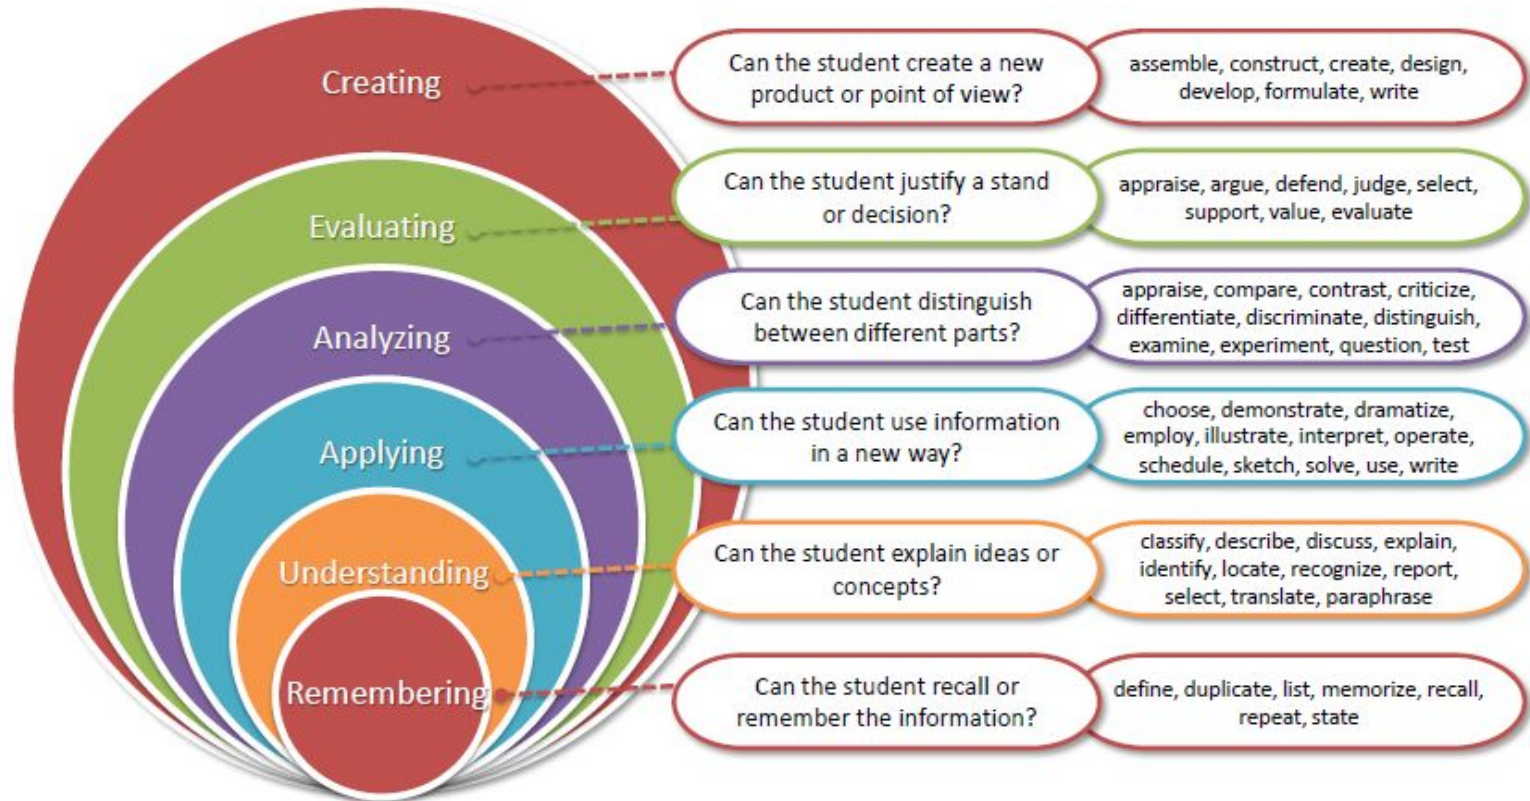 Creating
Can the student create a new
product or point of view?
assemble, construct, create, design,
develop, formulate, write
Evaluating
Can the student justify a stand
or decision?
appraise, argue, defend, judge, select,
support, value, evaluate
Analyzing
Can the student distinguish
between different parts?
appraise, compare, contrast, criticize,
differentiate, discriminate, distinguish,
examine, experiment, question, test
Applying
Can the student use information
in a new way?
choose, demonstrate, dramatize,
employ, illustrate, interpret, operate,
schedule, sketch, solve, use, write
Understanding
Can the student explain ideas or
concepts?
classify, describe, discuss, explain,
identify, locate, recognize, report,
select, translate, paraphrase
Remembering
Can the student recall or
remember the information?
define, duplicate, list, memorize, recall,
repeat, state